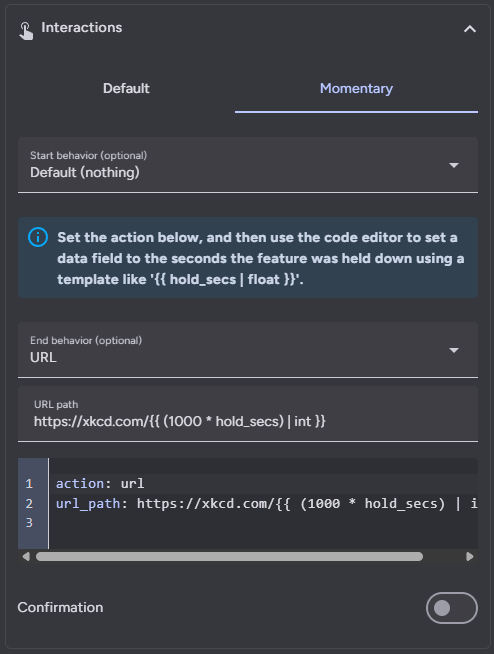 Interactions
Default
Momentary
Start behavior (optional)
Default (nothing)
Set the action below, and then use the code editor to set a
data field to the seconds the feature was held down using a
template like '{{ hold_secs | float }}'.
End behavior (optional)
URL
URL path
https://xkcd.com/{{ (1000 * hold_secs) | int }}
1 action: url
2 url_path: https://xkcd.com/{{ (1000 * hold_secs) | i
3
Confirmation